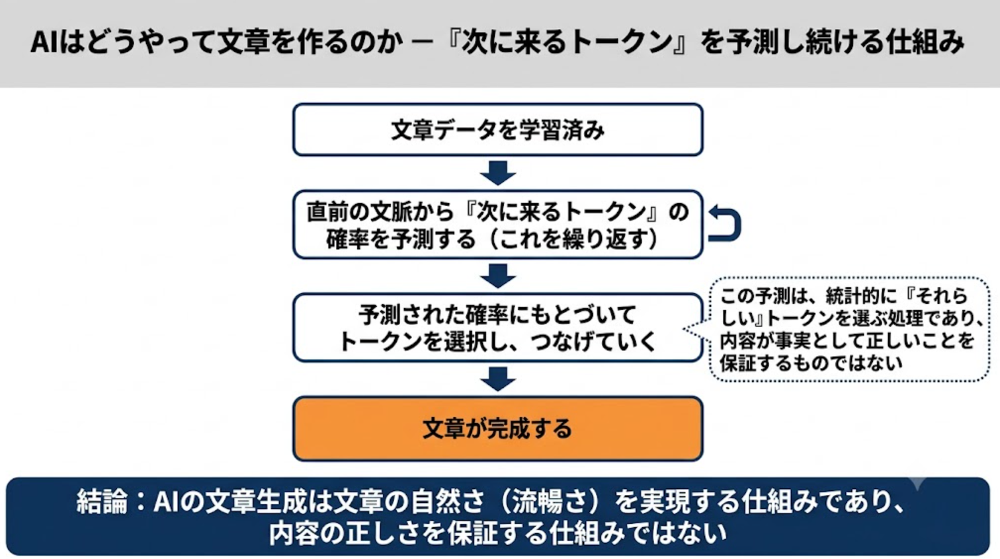 AIはどうやって文章を作るのか ー『次に来るトークン』を予測し続ける仕組み
文章データを学習済み
直前の文脈から『次に来るトークン』の
確率を予測する（これを繰り返す）
予測された確率にもとづいて
トークンを選択し、つなげていく
この予測は、統計的に『それら
しい』トークンを選ぶ処理であり、
内容が事実として正しいことを
保証するものではない
文章が完成する
結論：AIの文章生成は文章の自然さ（流暢さ）を実現する仕組みであり、
内容の正しさを保証する仕組みではない